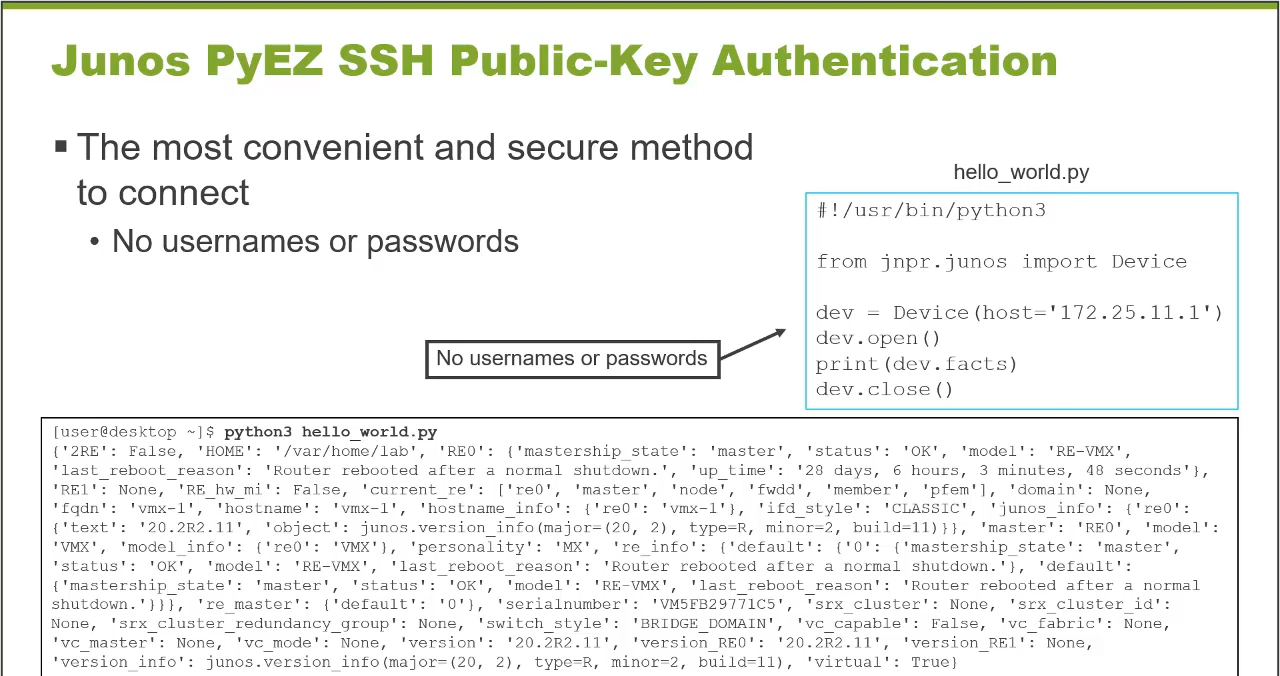 Junos PyEZ SSH Public-Key Authentication
▪ The most convenient and secure method
to connect
• No usernames or passwords
hello_world.py
#!/usr/bin/python3
from jnpr.junos import Device
dev = Device(host='172.25.11.1')
dev.open()
print(dev.facts)
dev.close()
No usernames or passwords
[user@desktop ~]$ python3 hello_world.py
{'2RE': False, 'HOME': '/var/home/lab', 'RE0': {'mastership_state': 'master', 'status': 'OK', 'model': 'RE-VMX',
'last_reboot_reason': 'Router rebooted after a normal shutdown.', 'up_time': '28 days, 6 hours, 3 minutes, 48 seconds'},
'RE1': None, 'RE_hw_mi': False, 'current_re': ['re0', 'master', 'node', 'fwdd', 'member', 'pfem'], 'domain': None,
'fqdn': 'vmx-1', 'hostname': 'vmx-1', 'hostname_info': {'re0': 'vmx-1'}, 'ifd_style': 'CLASSIC', 'junos_info': {'re0':
{'text': '20.2R2.11', 'object': junos.version_info(major=(20, 2), type=R, minor=2, build=11)}}, 'master': 'RE0', 'model':
'VMX', 'model_info': {'re0': 'VMX'}, 'personality': 'MX', 're_info': {'default': {'0': {'mastership_state': 'master',
'status': 'OK', 'model': 'RE-VMX', 'last_reboot_reason': 'Router rebooted after a normal shutdown.'}, 'default':
{'mastership_state': 'master', 'status': 'OK', 'model': 'RE-VMX', 'last_reboot_reason': 'Router rebooted after a normal
shutdown.'}}}, 're_master': {'default': '0'}, 'serialnumber': 'VM5FB29771C5', 'srx_cluster': None, 'srx_cluster_id':
None, 'srx_cluster_redundancy_group': None, 'switch_style': 'BRIDGE_DOMAIN', 'vc_capable': False, 'vc_fabric': None,
'vc_master': None, 'vc_mode': None, 'version': '20.2R2.11', 'version_RE0': '20.2R2.11', 'version_RE1': None,
'version_info': junos.version_info(major=(20, 2), type=R, minor=2, build=11), 'virtual': True}